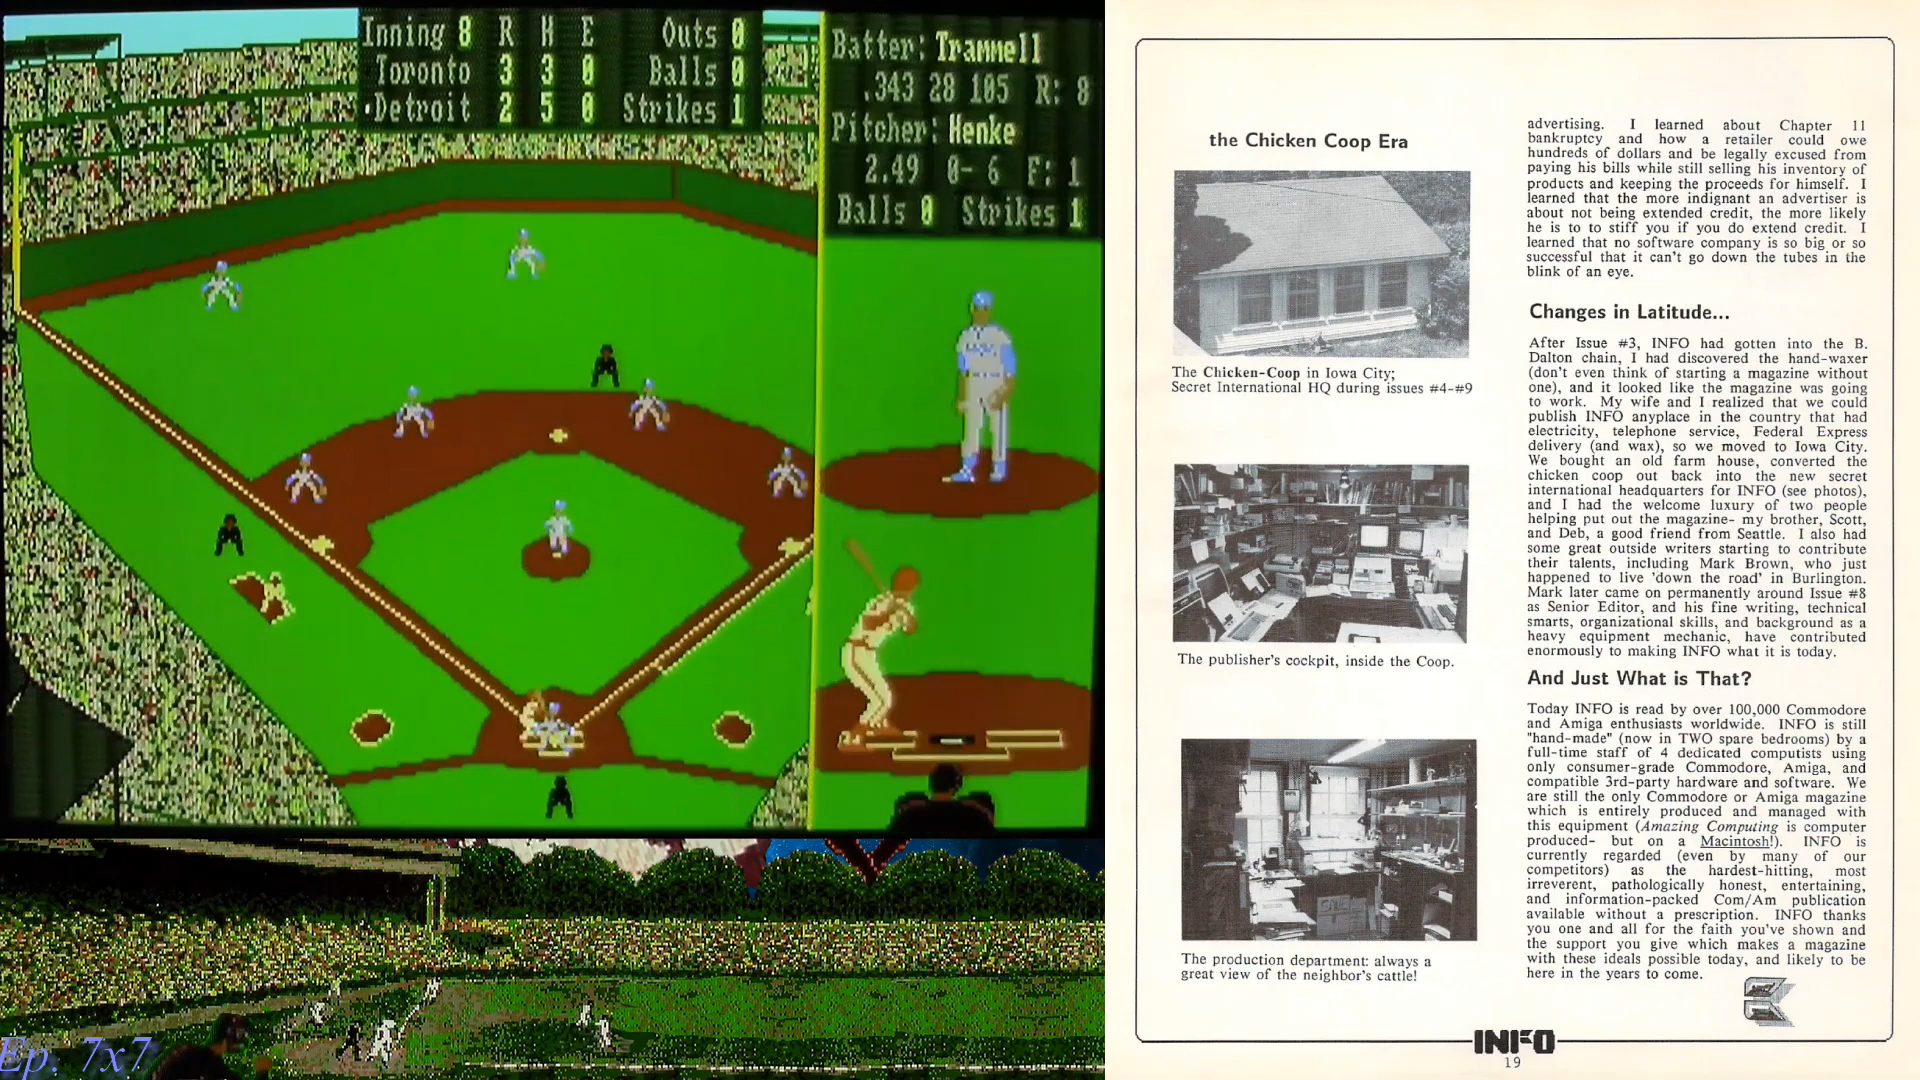 Inning 8 R H E Outs 0
Toronto 3 3 0 Balls 0
·Detroit 2 5 0 Strikes 1
Batter: Trammell
.343 28 105 R: 8
Pitcher: Henke
2.49 0- 6 F: 1
Balls 0 Strikes 1
Ep. 7x7
the Chicken Coop Era
The Chicken-Coop in Iowa City;
Secret International HQ during issues #4-#9
The publisher's cockpit, inside the Coop.
The production department: always a
great view of the neighbor's cattle!
advertising. I learned about Chapter 11
bankruptcy and how a retailer could owe
hundreds of dollars and be legally excused from
paying his bills while still selling his inventory of
products and keeping the proceeds for himself. I
learned that the more indignant an advertiser is
about not being extended credit, the more likely
he is to to stiff you if you do extend credit. I
learned that no software company is so big or so
successful that it can't go down the tubes in the
blink of an eye.
Changes in Latitude...
After Issue #3, INFO had gotten into the B.
Dalton chain, I had discovered the hand-waxer
(don't even think of starting a magazine without
one), and it looked like the magazine was going
to work. My wife and I realized that we could
publish INFO anyplace in the country that had
electricity, telephone service, Federal Express
delivery (and wax), so we moved to Iowa City.
We bought an old farm house, converted the
chicken coop out back into the new secret
international headquarters for INFO (see photos),
and I had the welcome luxury of two people
helping put out the magazine- my brother, Scott,
and Deb, a good friend from Seattle. I also had
some great outside writers starting to contribute
their talents, including Mark Brown, who just
happened to live 'down the road' in Burlington.
Mark later came on permanently around Issue #8
as Senior Editor, and his fine writing, technical
smarts, organizational skills, and background as a
heavy equipment mechanic, have contributed
enormously to making INFO what it is today.
And Just What is That?
Today INFO is read by over 100,000 Commodore
and Amiga enthusiasts worldwide. INFO is still
"hand-made" (now in TWO spare bedrooms) by a
full-time staff of 4 dedicated computists using
only consumer-grade Commodore, Amiga, and
compatible 3rd-party hardware and software. We
are still the only Commodore or Amiga magazine
which is entirely produced and managed with
this equipment (Amazing Computing is computer
produced- but on a Macintosh!). INFO is
currently regarded (even by many of our
competitors) as the hardest-hitting, most
irreverent, pathologically honest, entertaining,
and information-packed Com/Am publication
available without a prescription. INFO thanks
you one and all for the faith you've shown and
the support you give which makes a magazine
with these ideals possible today, and likely to be
here in the years to come.
INFO
19